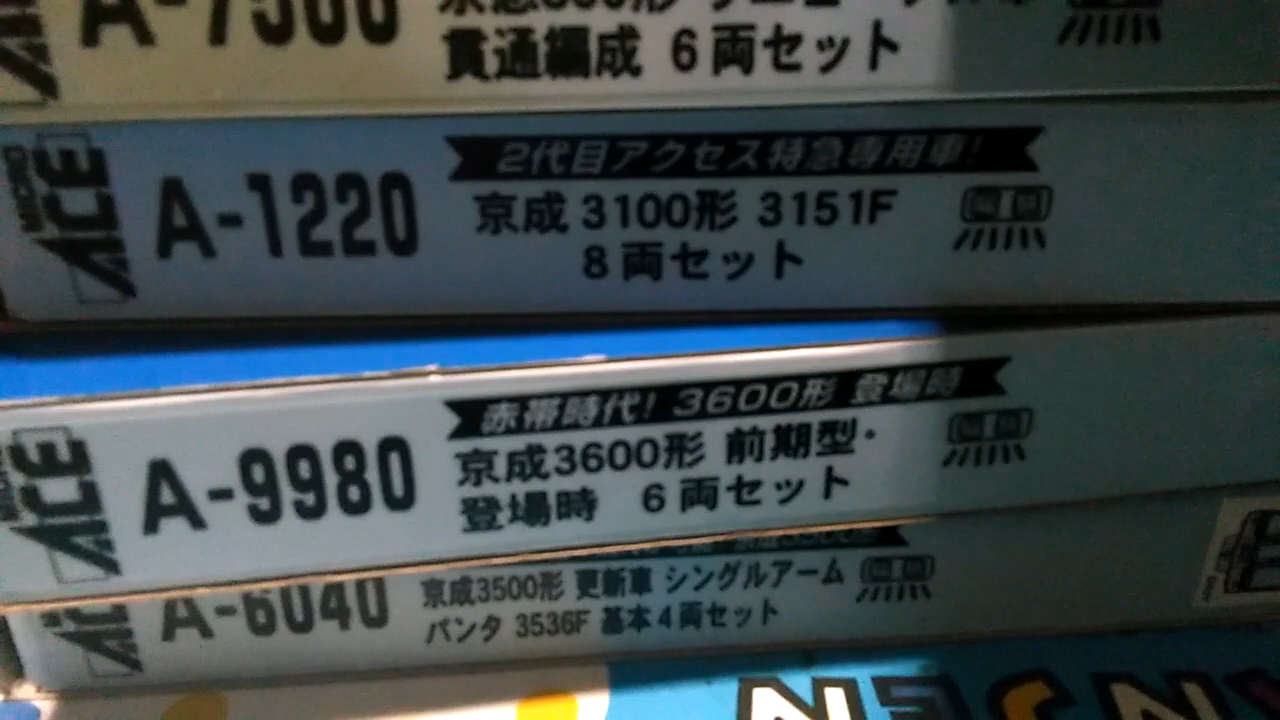 貫通編成 6両セット
MICRO
ACE
A-1220
2代目アクセス特急専用車!
京成 3100形 3151F
8両セット
ACE
A-9980
赤帯時代! 3600形 登場時
京成3600形 前期型・
登場時 6両セット
A-6040
京成3500形 更新車 シングルアーム
パンタ 3536F 基本4両セット